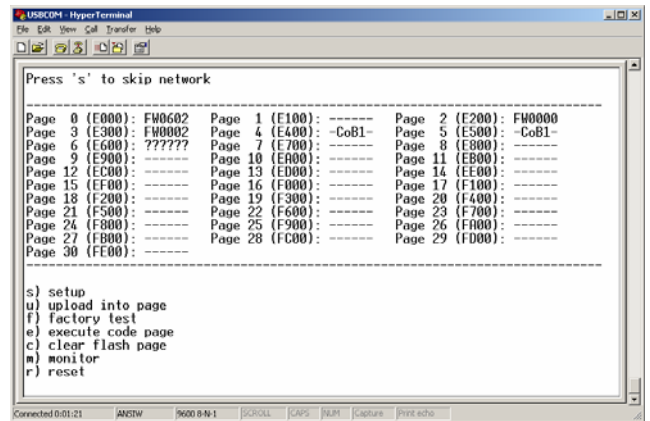 USBCOM - HyperTerminal
File Edit View Call Transfer Help
Press 's' to skip network
--------------------------------------------------------------------------------
Page 0 (E000): FW0602 Page 1 (E100): ------ Page 2 (E200): FW0000
Page 3 (E300): FW0002 Page 4 (E400): -CoB1- Page 5 (E500): -CoB1-
Page 6 (E600): ?????? Page 7 (E700): ------ Page 8 (E800): ------
Page 9 (E900): ------ Page 10 (EA00): ------ Page 11 (EB00): ------
Page 12 (EC00): ------ Page 13 (ED00): ------ Page 14 (EE00): ------
Page 15 (EF00): ------ Page 16 (F000): ------ Page 17 (F100): ------
Page 18 (F200): ------ Page 19 (F300): ------ Page 20 (F400): ------
Page 21 (F500): ------ Page 22 (F600): ------ Page 23 (F700): ------
Page 24 (F800): ------ Page 25 (F900): ------ Page 26 (FA00): ------
Page 27 (FB00): ------ Page 28 (FC00): ------ Page 29 (FD00): ------
Page 30 (FE00): ------
--------------------------------------------------------------------------------
s) setup
u) upload into page
f) factory test
e) execute code page
c) clear flash page
m) monitor
r) reset
Connected 0:01:21 ANSIW 9600 8-N-1 SCROLL CAPS NUM Capture Print echo